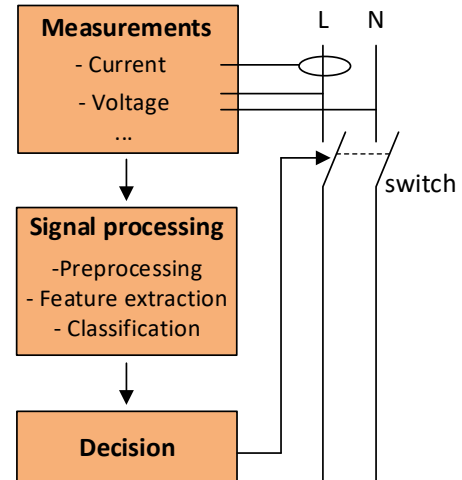 Measurements
- Current
- Voltage
...
L N
switch
Signal processing
-Preprocessing
- Feature extraction
- Classification
Decision